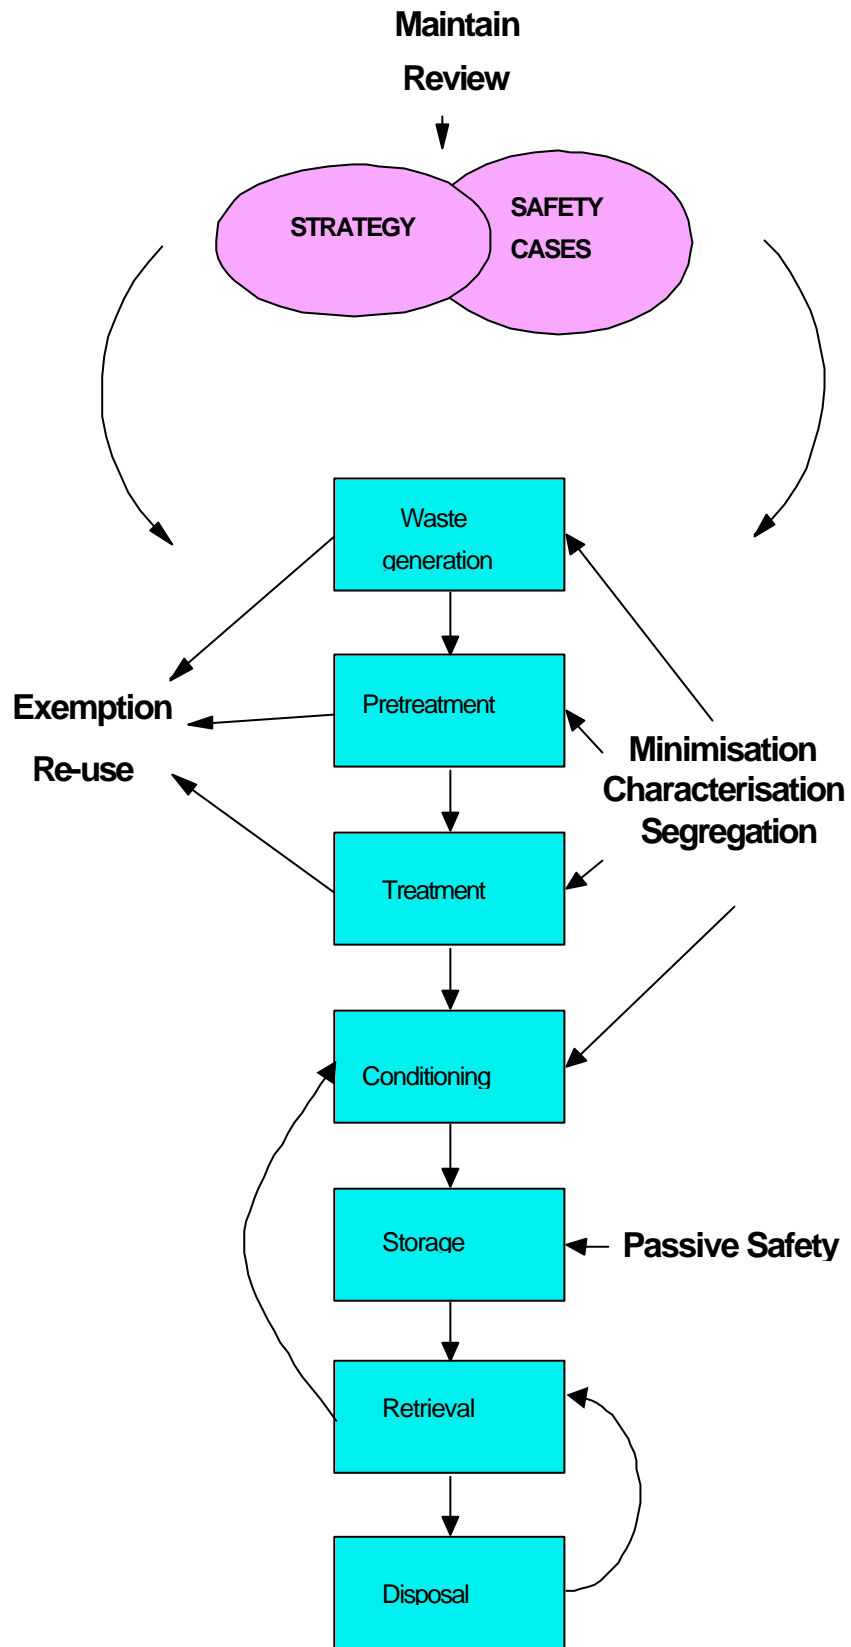 Maintain
Review
STRATEGY
SAFETY
CASES
Waste
generation
Pretreatment
Exemption
Re-use
Minimisation
Characterisation
Segregation
Treatment
Conditioning
Storage
Passive Safety
Retrieval
Disposal